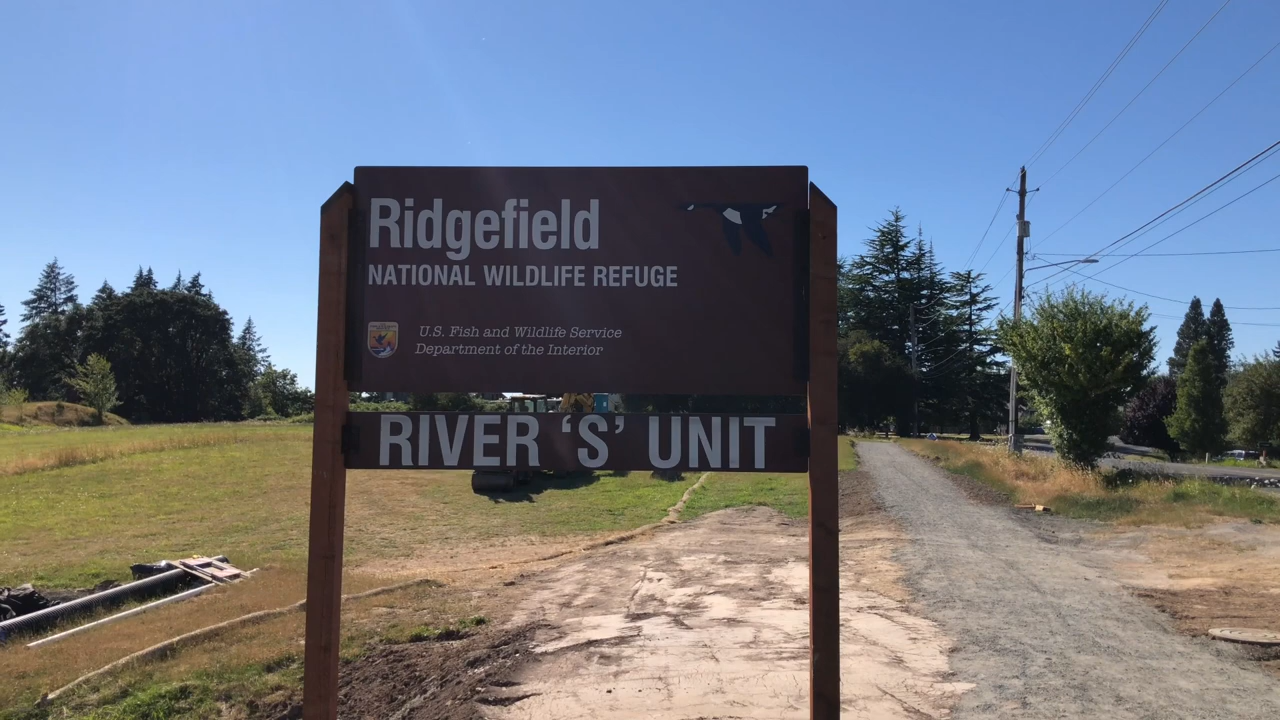 Ridgefield
NATIONAL WILDLIFE REFUGE
U.S. Fish and Wildlife Service
Department of the Interior
RIVER 'S' UNIT